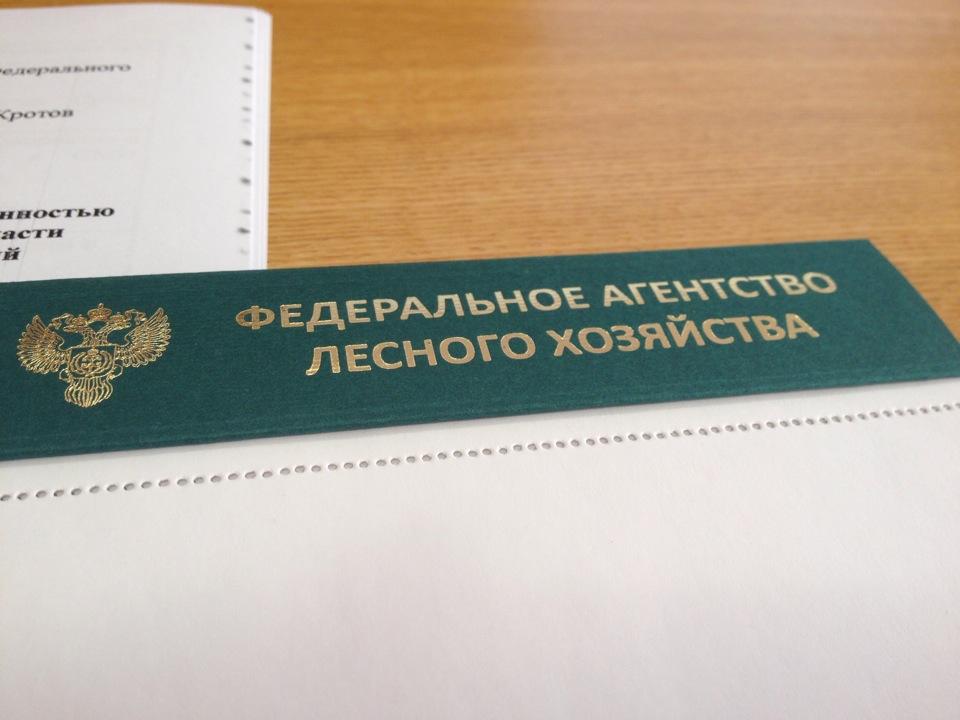 едерального
Кротов
нностью
асти
й
ФЕДЕРАЛЬНОЕ АГЕНТСТВО
ЛЕСНОГО ХОЗЯЙСТВА